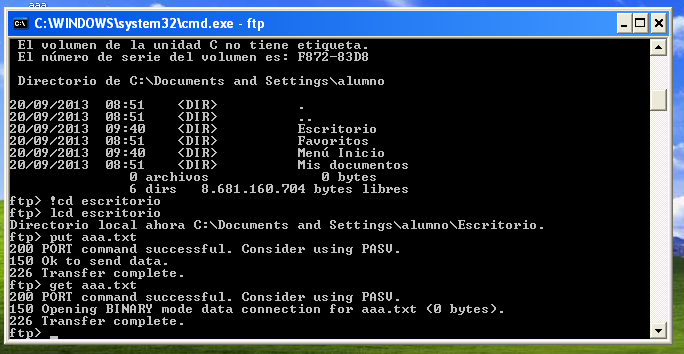 aaa
C:\WINDOWS\system32\cmd.exe - ftp
El volumen de la unidad C no tiene etiqueta.
El número de serie del volumen es: F872-83D8
Directorio de C:\Documents and Settings\alumno
20/09/2013 08:51 <DIR> .
20/09/2013 08:51 <DIR> ..
20/09/2013 09:40 <DIR> Escritorio
20/09/2013 08:51 <DIR> Favoritos
20/09/2013 09:40 <DIR> Menú Inicio
20/09/2013 08:51 <DIR> Mis documentos
0 archivos 0 bytes
6 dirs 8.681.160.704 bytes libres
ftp> !cd escritorio
ftp> lcd escritorio
Directorio local ahora C:\Documents and Settings\alumno\Escritorio.
ftp> put aaa.txt
200 PORT command successful. Consider using PASV.
150 Ok to send data.
226 Transfer complete.
ftp> get aaa.txt
200 PORT command successful. Consider using PASV.
150 Opening BINARY mode data connection for aaa.txt (0 bytes).
226 Transfer complete.
ftp> _